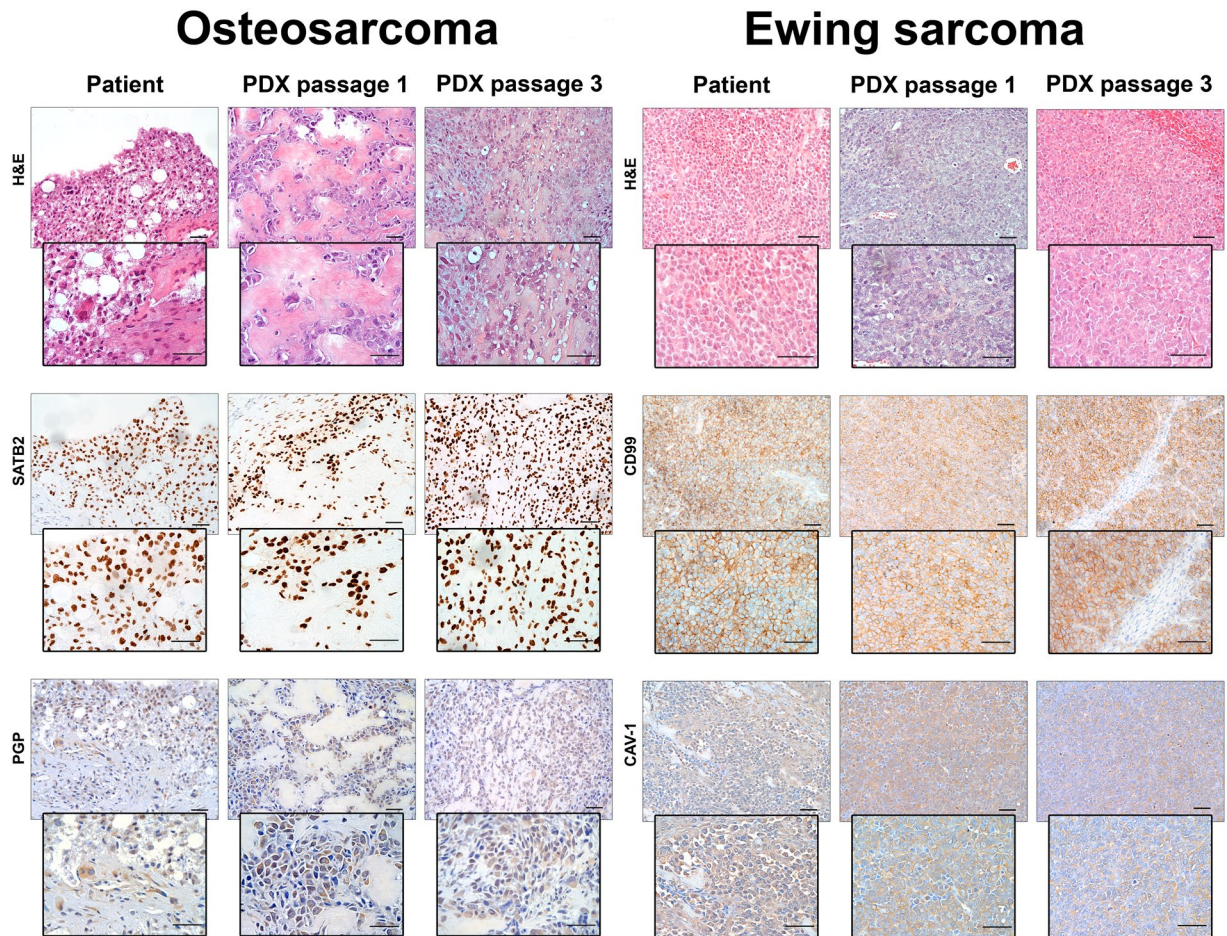 Osteosarcoma
Ewing sarcoma
Patient
PDX passage 1
PDX passage 3
Patient
PDX passage 1
PDX passage 3
H&E
H&E
SATB2
CD99
PGP
CAV-1